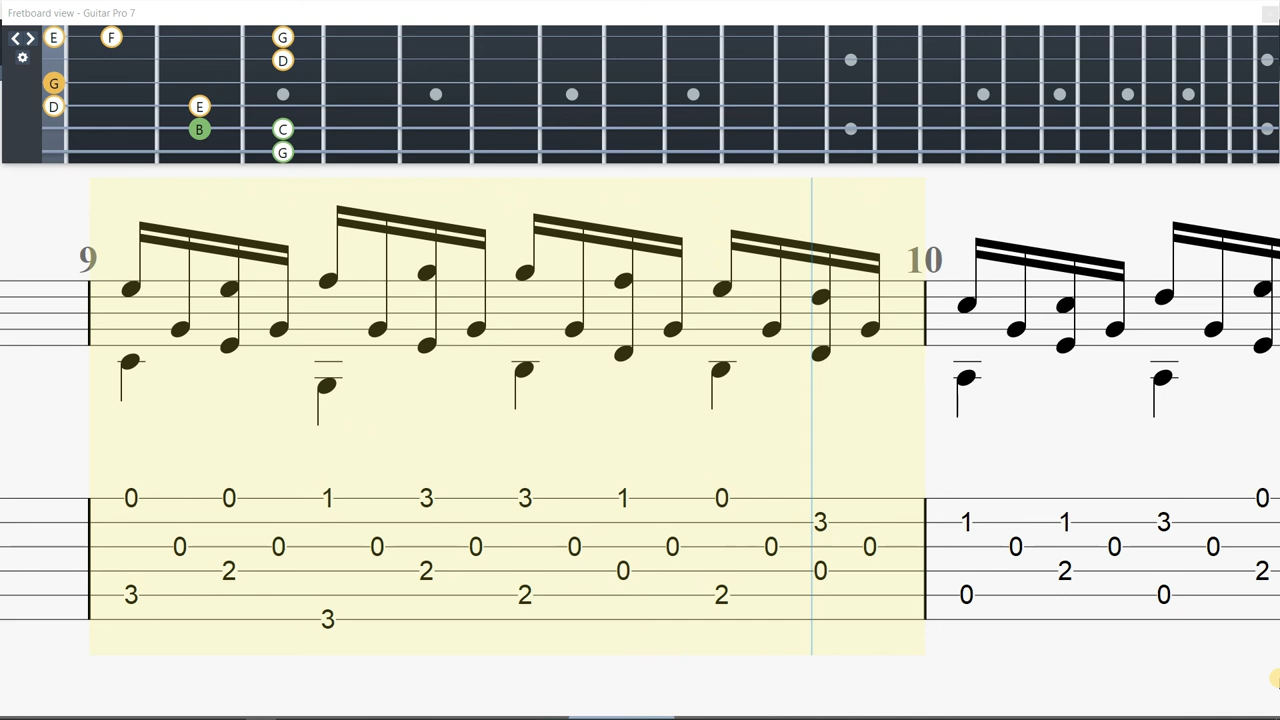 Fretboard view - Guitar Pro 7
E F G
D
G
D E
B C
G
9 10
0 0 1 3 3 1 0 0
3 1 1 3
0 0 0 0 0 0 0 0 0 0 0
2 2 0 0 2 2
3 2 2 0 0
3